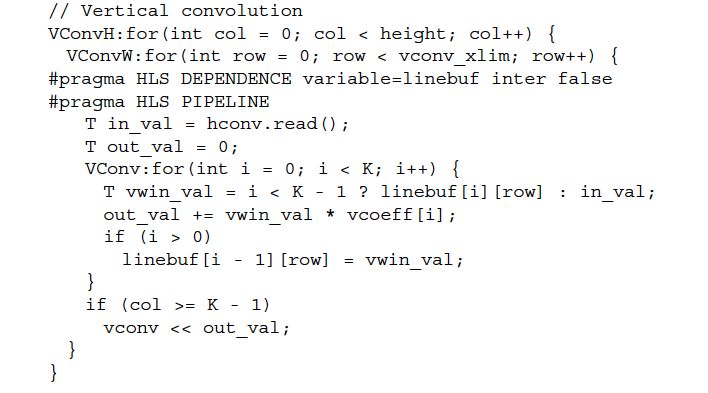 // Vertical convolution
VConvH:for(int col = 0; col < height; col++) {
VConvW:for(int row = 0; row < vconv_xlim; row++) {
#pragma HLS DEPENDENCE variable=linebuf inter false
#pragma HLS PIPELINE
T in_val = hconv.read();
T out_val = 0;
VConv:for(int i = 0; i < K; i++) {
T vwin_val = i < K - 1 ? linebuf[i][row] : in_val;
out_val += vwin_val * vcoeff[i];
if (i > 0)
linebuf[i - 1][row] = vwin_val;
}
if (col >= K - 1)
vconv << out_val;
}
}